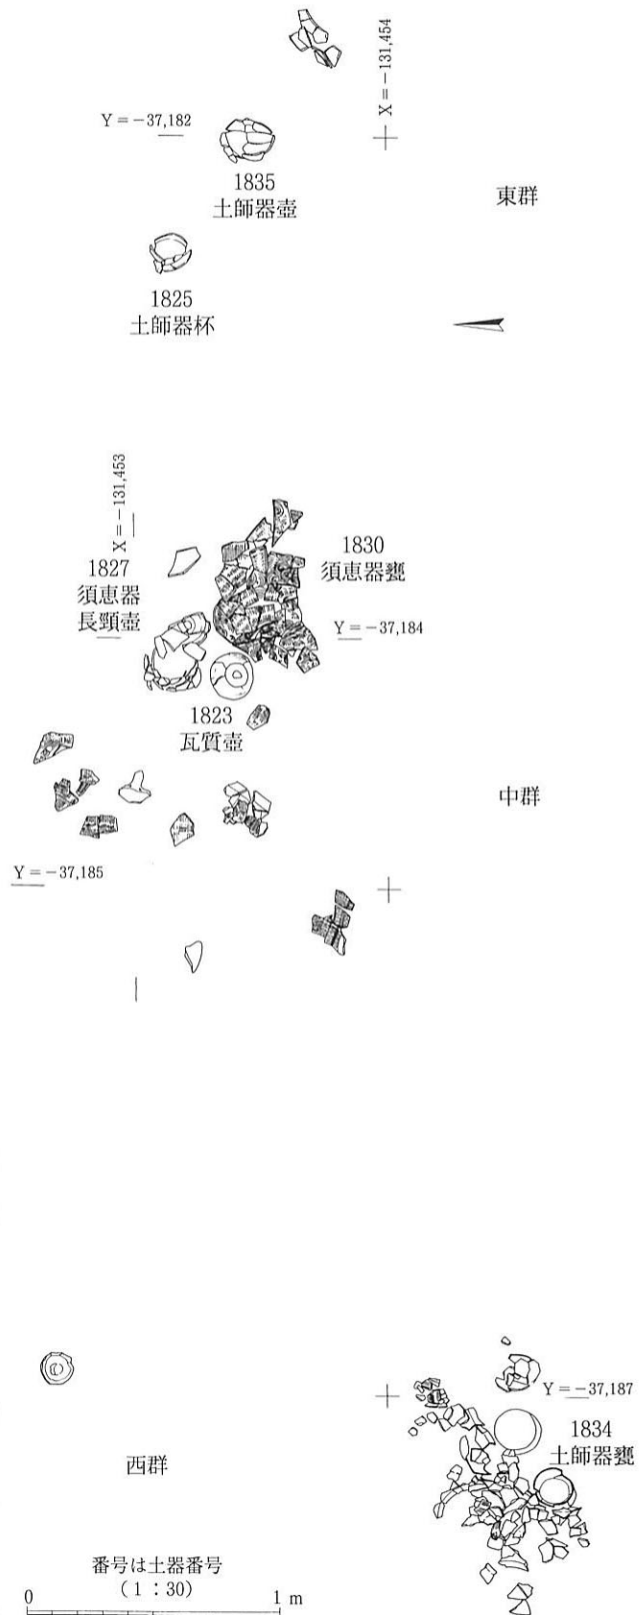 X=-131,454
Y=-37,182
1835
土師器壺
東群
1825
土師器杯
X=-131,453
1830
須恵器甕
1827
須恵器
長頸壺
Y=-37,184
1823
瓦質壺
中群
Y=-37,185
Y=-37,187
1834
土師器甕
西群
番号は土器番号
(1:30)
0 1 m